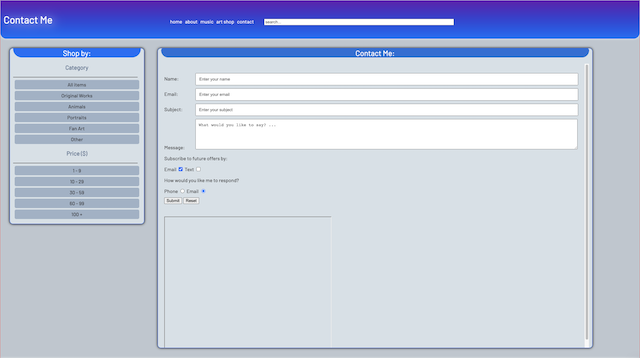 Contact Me
home about music art shop contact
search...
Shop by:
Category
All Items
Original Works
Animals
Portraits
Fan Art
Other
Price ($)
1 - 9
10 - 29
30 - 59
60 - 99
100 +
Contact Me:
Name: Enter your name
Email: Enter your email
Subject: Enter your subject
What would you like to say? ...
Message:
Subscribe to future offers by:
Email Text
How would you like me to respond?
Phone Email
Submit Reset